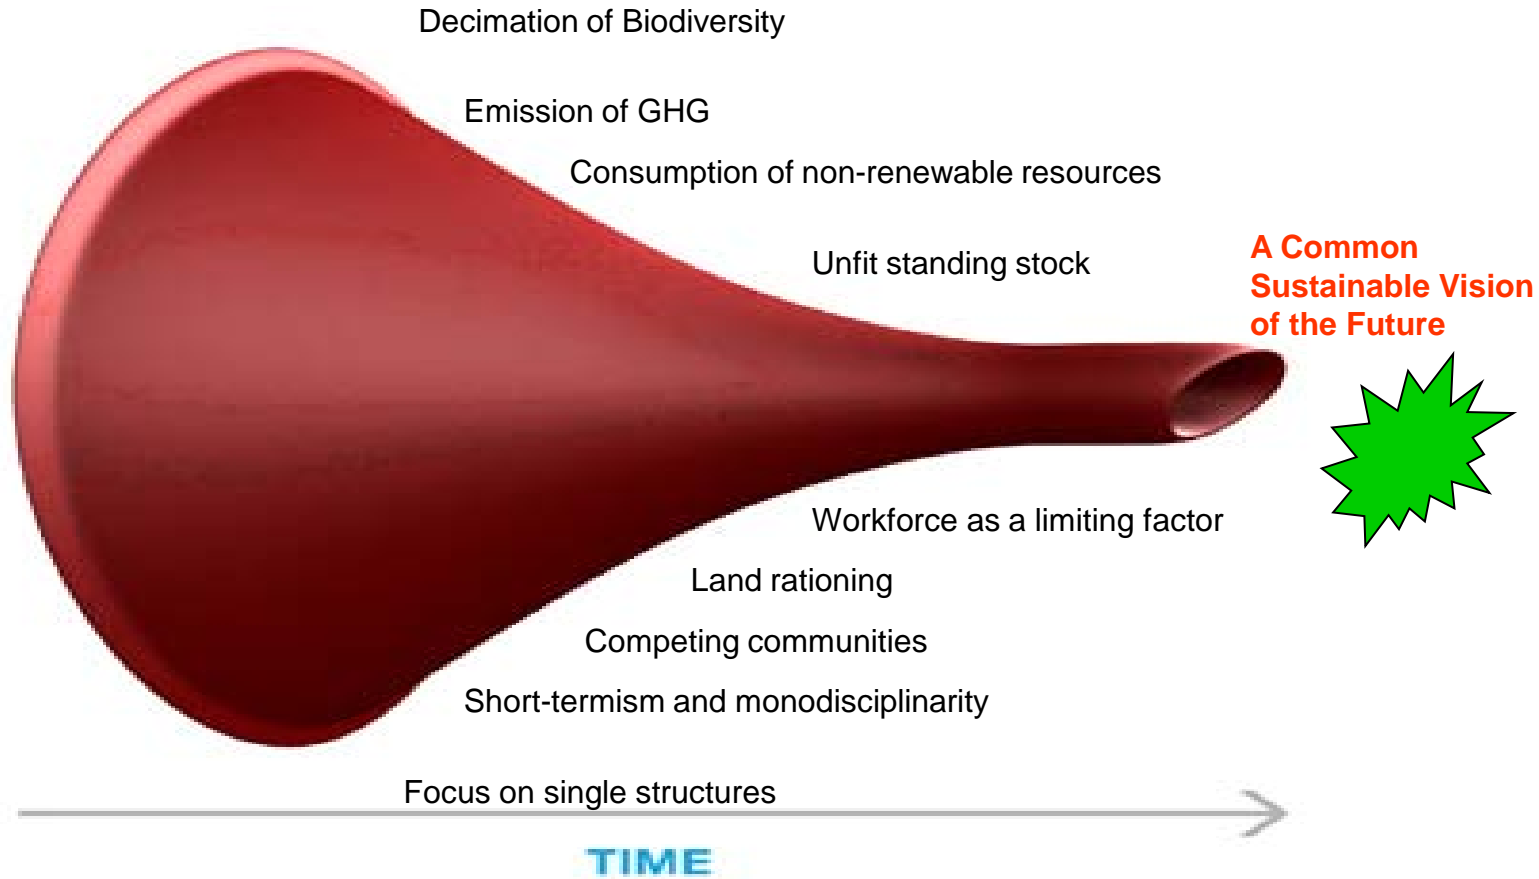 Decimation of Biodiversity
Emission of GHG
Consumption of non-renewable resources
Unfit standing stock
A Common
Sustainable Vision
of the Future
Workforce as a limiting factor
Land rationing
Competing communities
Short-termism and monodisciplinarity
Focus on single structures
TIME